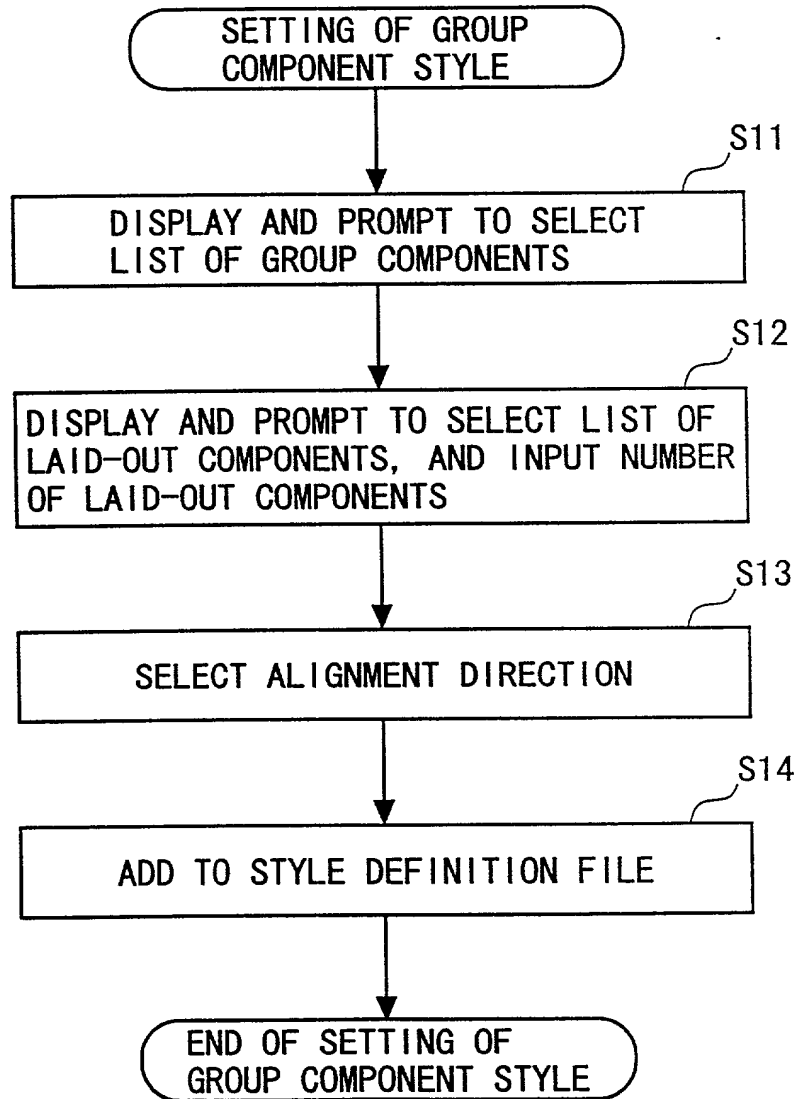 SETTING OF GROUP
COMPONENT STYLE
S11
DISPLAY AND PROMPT TO SELECT
LIST OF GROUP COMPONENTS
S12
DISPLAY AND PROMPT TO SELECT LIST OF
LAID-OUT COMPONENTS, AND INPUT NUMBER
OF LAID-OUT COMPONENTS
S13
SELECT ALIGNMENT DIRECTION
S14
ADD TO STYLE DEFINITION FILE
END OF SETTING OF
GROUP COMPONENT STYLE